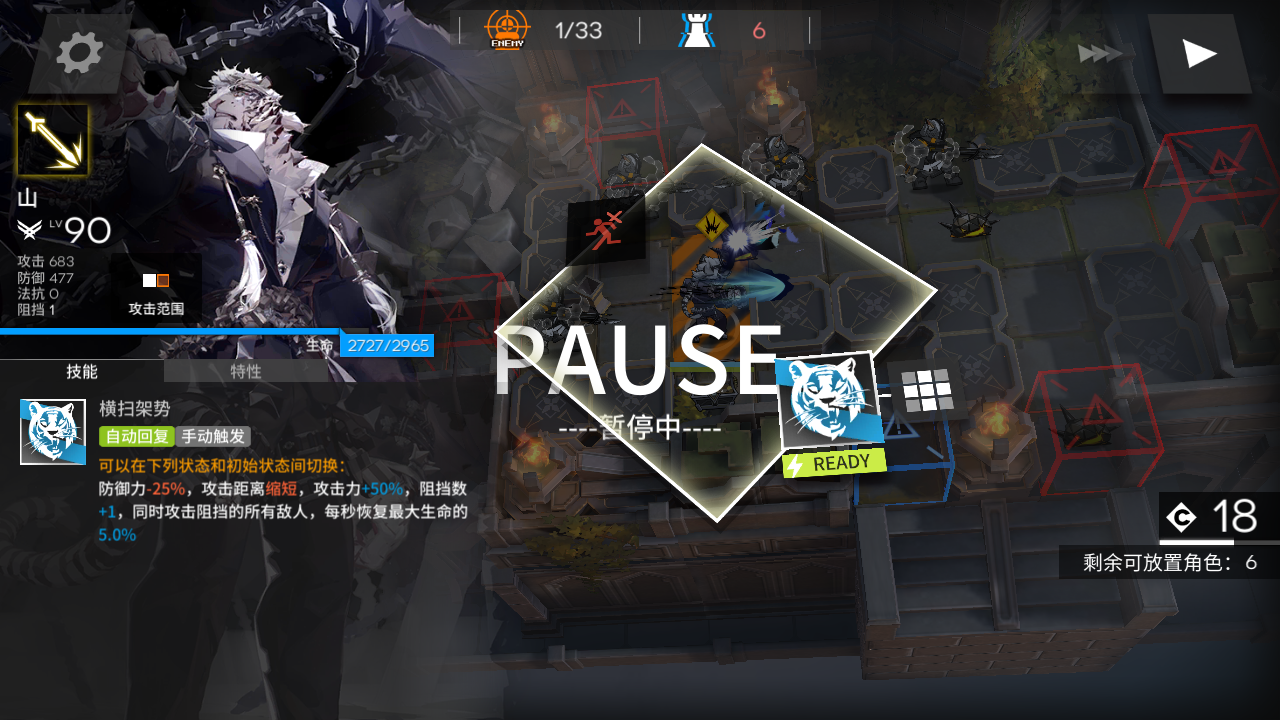 ENEMY
1/33
6
山
LV
90
攻击 683
防御 477
法抗 0
阻挡 1
攻击范围
生命
2727/2965
技能
特性
横扫架势
自动回复 手动触发
可以在下列状态和初始状态间切换：
防御力-25%，攻击距离缩短，攻击力+50%，阻挡数
+1，同时攻击阻挡的所有敌人，每秒恢复最大生命的
5.0%
PAUSE
----暂停中----
READY
18
剩余可放置角色：6